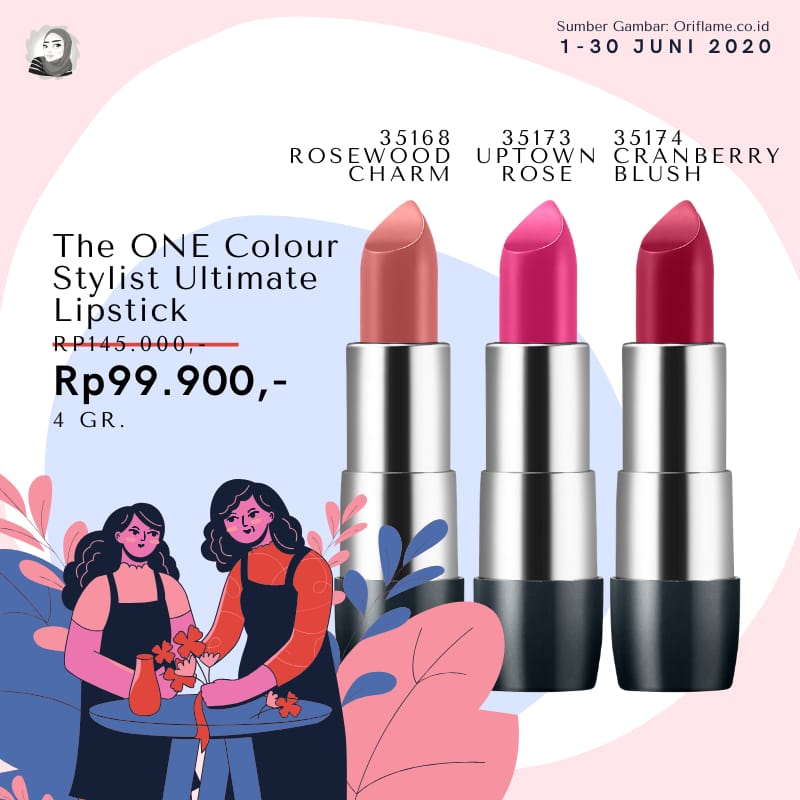 Sumber Gambar: Oriflame.co.id
1-30 JUNI 2020
35168
ROSEWOOD
CHARM
35173
UPTOWN
ROSE
35174
CRANBERRY
BLUSH
The ONE Colour
Stylist Ultimate
Lipstick
RP145.000,-
Rp99.900,-
4 GR.